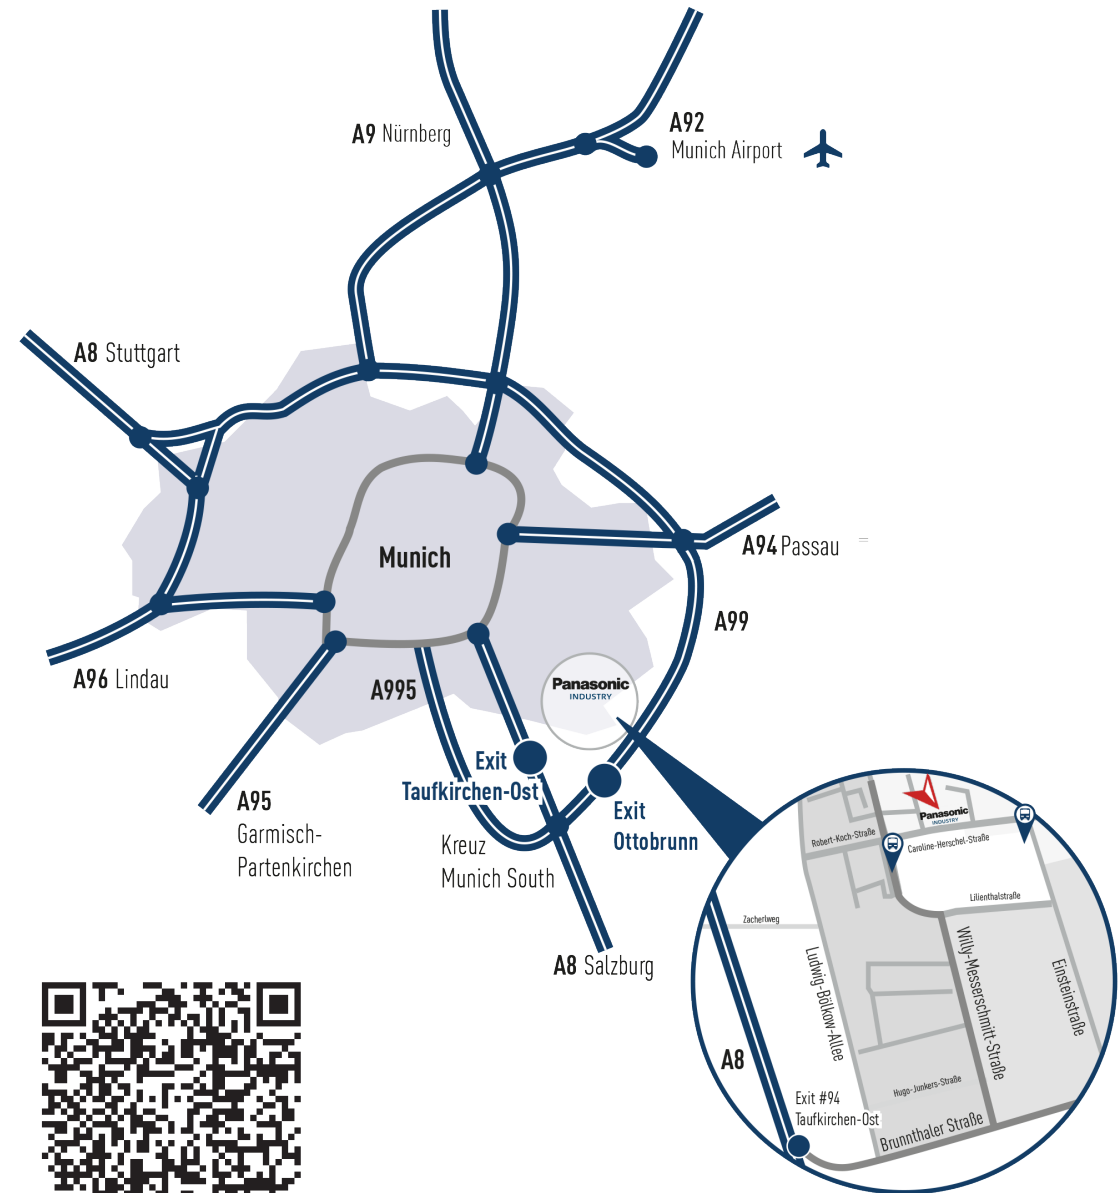 A9 Nürnberg
A92
Munich Airport
A8 Stuttgart
Munich
A94 Passau
A99
A96 Lindau
A995
Panasonic
INDUSTRY
Exit
Taufkirchen-Ost
Exit
Ottobrunn
A95
Garmisch-
Partenkirchen
Kreuz
Munich South
A8 Salzburg
Panasonic
INDUSTRY
Robert-Koch-Straße
Caroline-Herschel-Straße
Lilienthalstraße
Zacherlweg
Ludwig-Bölkow-Allee
Willy-Messerschmitt-Straße
Einsteinstraße
A8
Hugo-Junkers-Straße
Exit #94
Taufkirchen-Ost
Brunnthaler Straße